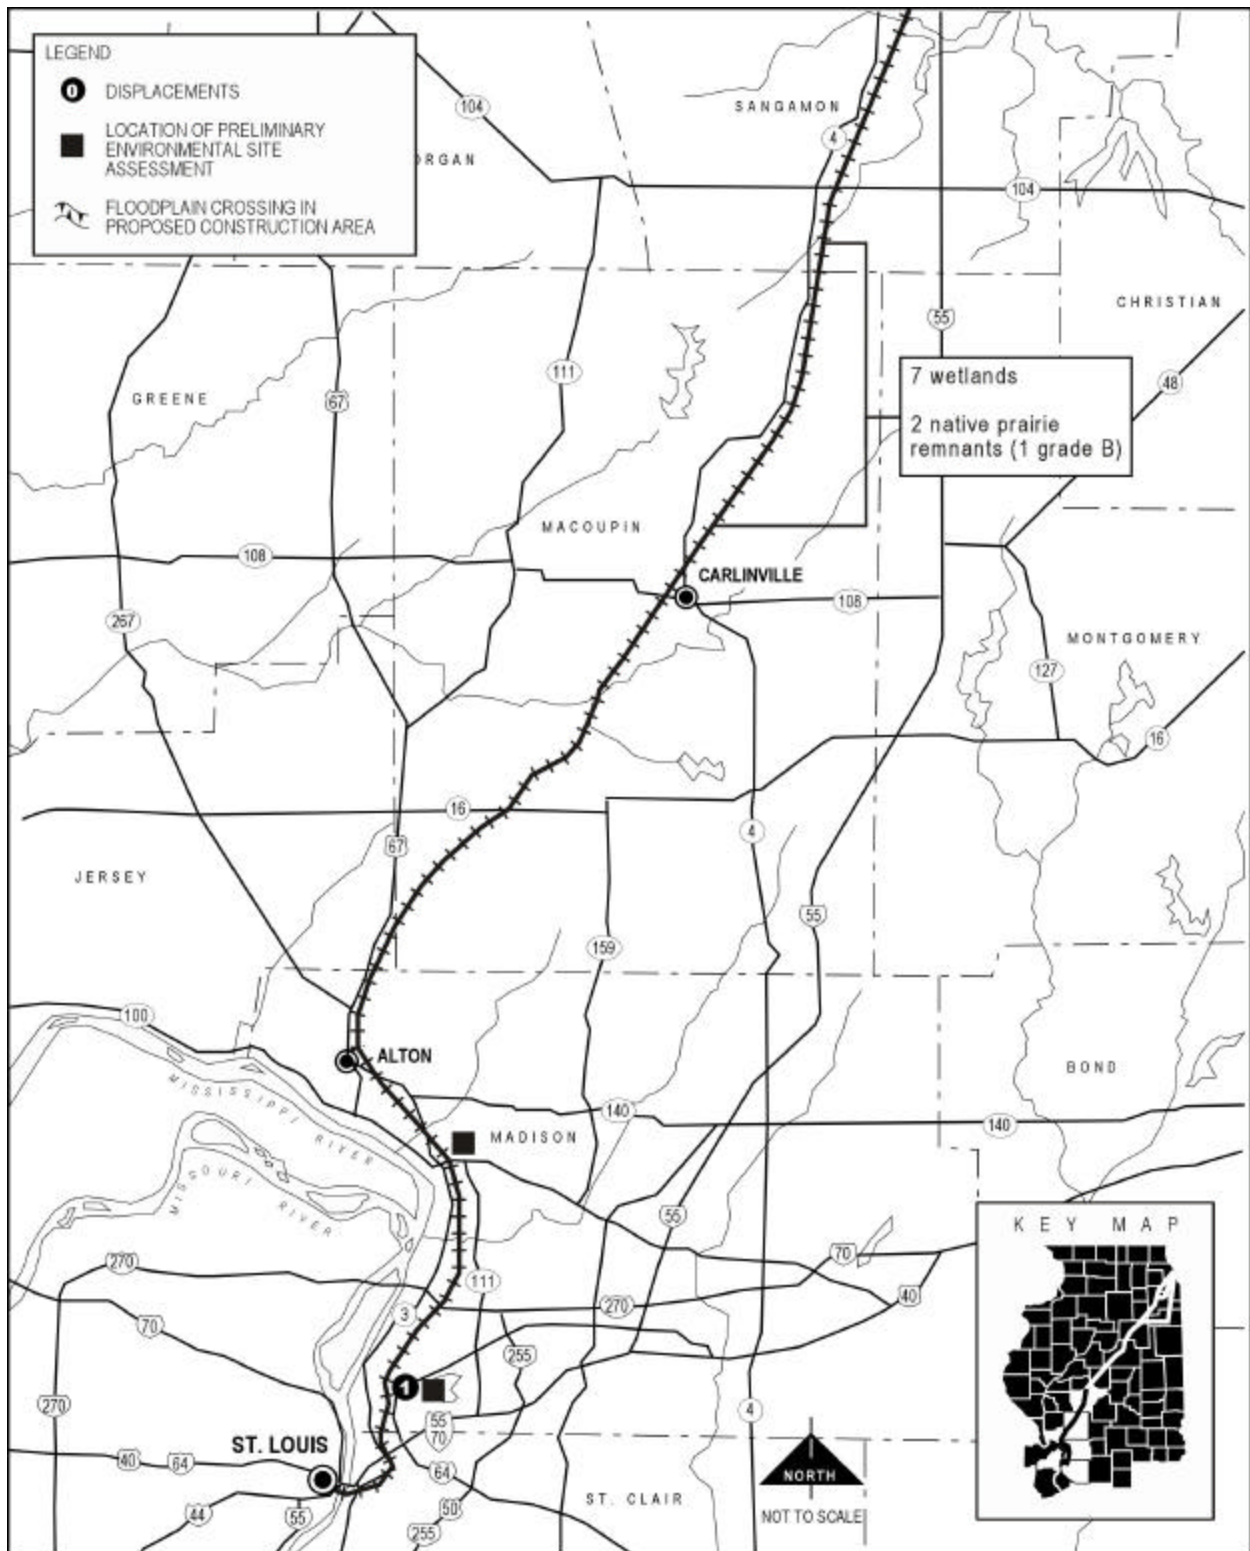 LEGEND
0
DISPLACEMENTS
LOCATION OF PRELIMINARY
ENVIRONMENTAL SITE
ASSESSMENT
FLOODPLAIN CROSSING IN
PROPOSED CONSTRUCTION AREA
104
ORGAN
SANGAMON
4
104
CHRISTIAN
55
111
48
GREENE
67
7 wetlands
2 native prairie
remnants (1 grade B)
MACOUPIN
108
CARLINVILLE
108
267
MONTGOMERY
127
16
16
4
67
JERSEY
55
159
100
ALTON
BOND
MISSISSIPPI RIVER
140
140
MADISON
MISSOURI RIVER
55
KEY MAP
270
70
111
40
270
3
70
255
1
270
4
55
70
ST. LOUIS
40
64
64
NORTH
ST. CLAIR
50
44
55
255
NOT TO SCALE